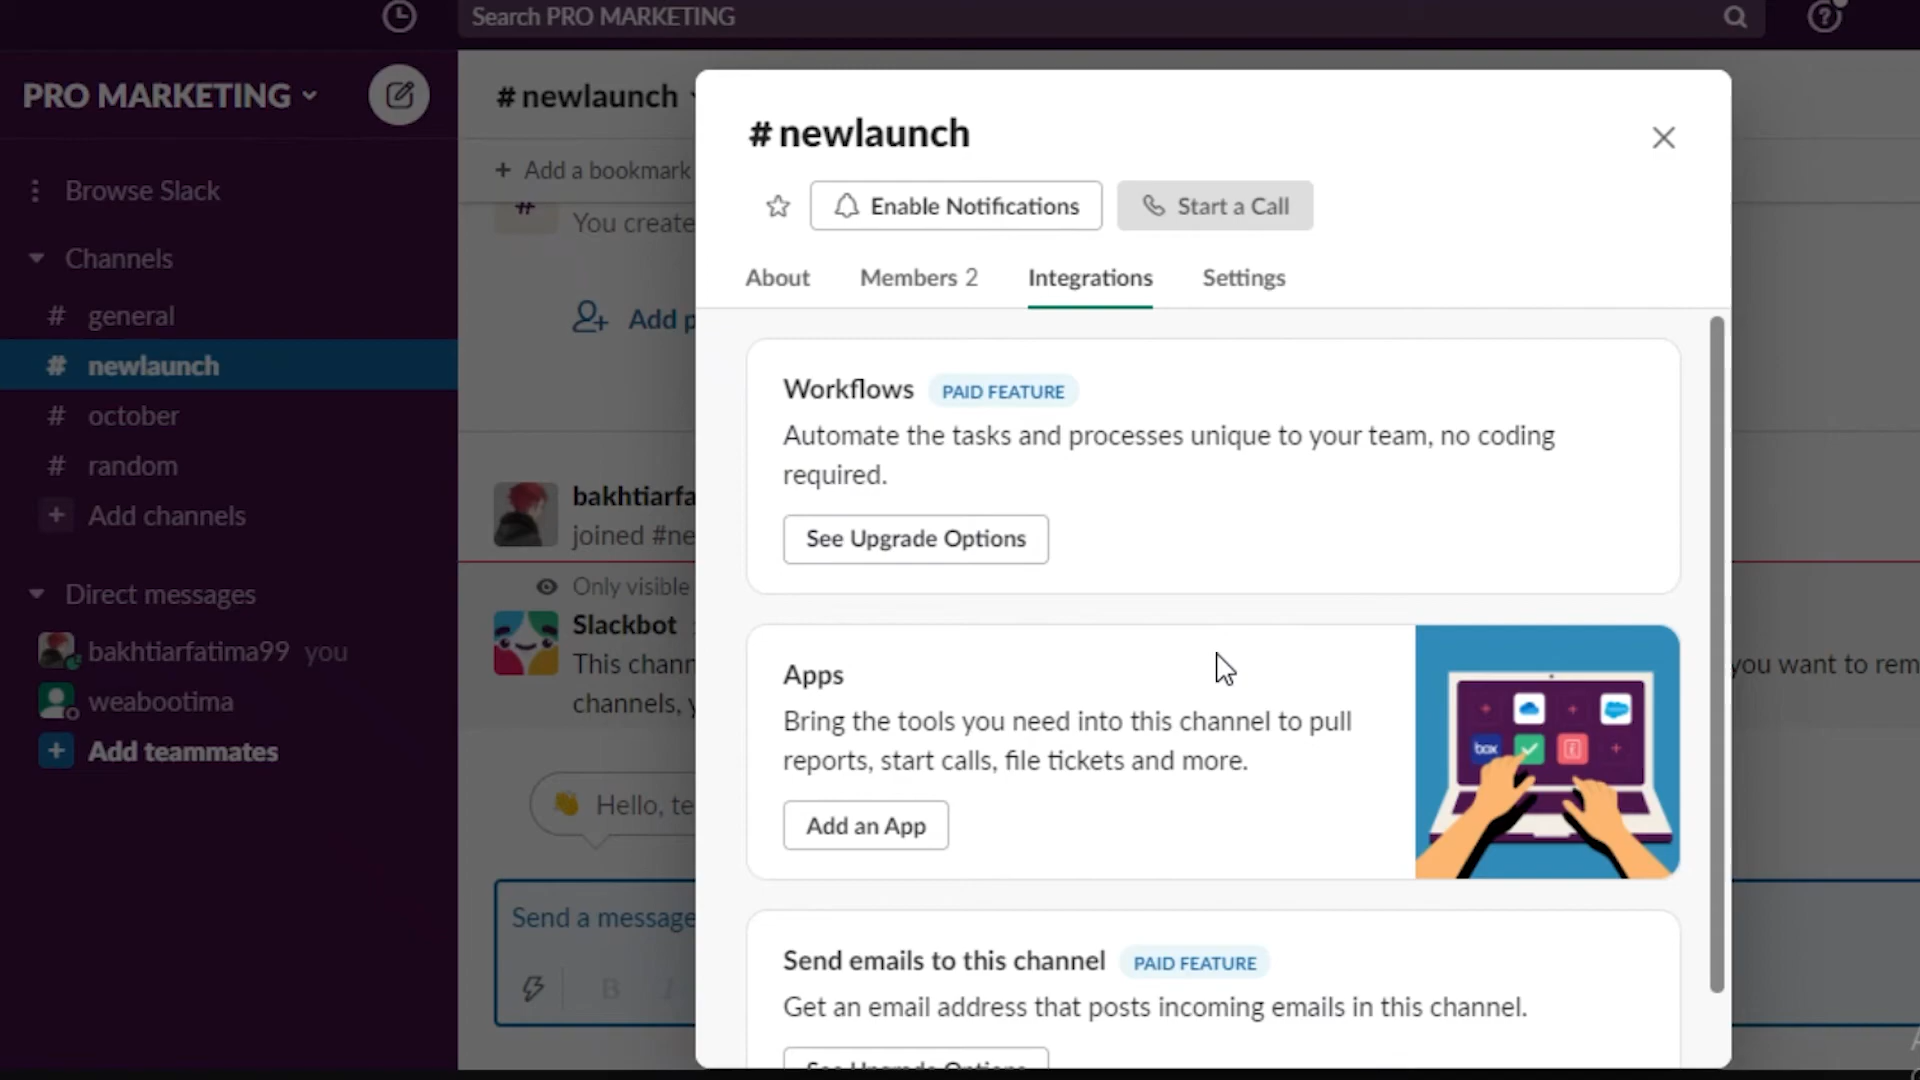 Search PRO MARKETING
PRO MARKETING
Browse Slack
Channels
# general
# newlaunch
# october
# random
+ Add channels
Direct messages
bakhtiarfatima99 you
weabootima
+ Add teammates
# newlaunch
+ Add a bookmark
#
You create
Add p
bakhtiarfa
joined #ne
Only visible
Slackbot
This chann
channels, y
you want to rem
Hello, te
Send a message
B I
# newlaunch
Enable Notifications
Start a Call
About Members 2 Integrations Settings
Workflows PAID FEATURE
Automate the tasks and processes unique to your team, no coding
required.
See Upgrade Options
Apps
Bring the tools you need into this channel to pull
reports, start calls, file tickets and more.
Add an App
box
Send emails to this channel PAID FEATURE
Get an email address that posts incoming emails in this channel.
See Upgrade Options